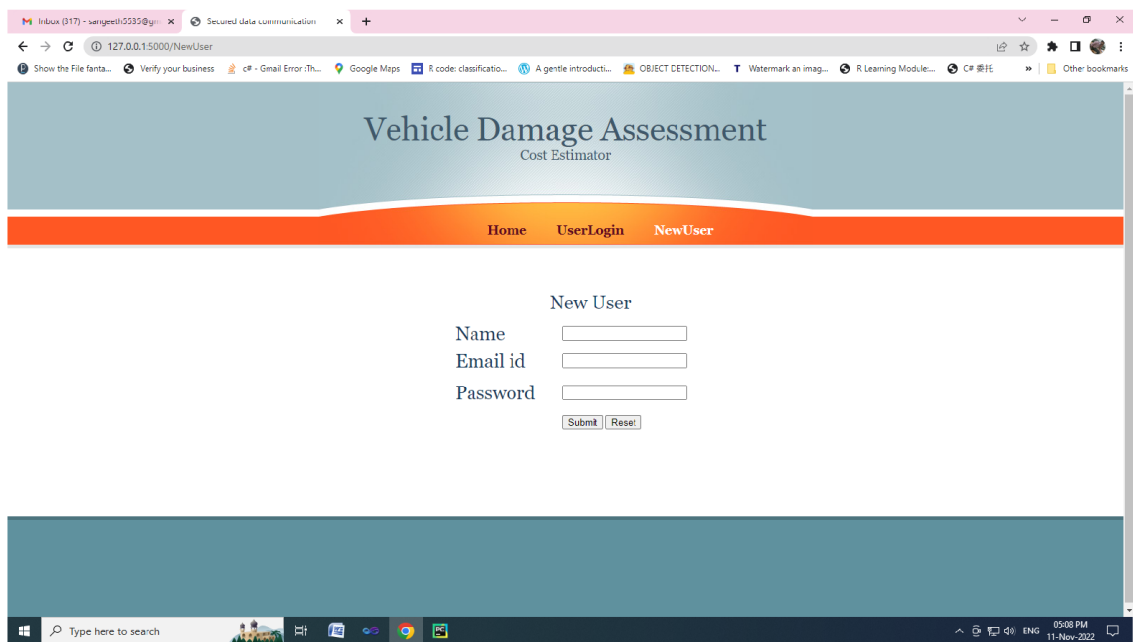 Inbox (317) - sangeeth5535@gm
Secured data communication
127.0.0.1:5000/NewUser
Show the File fanta... Verify your business c# - Gmail Error :Th... Google Maps R code: classificatio... A gentle introducti... OBJECT DETECTION... T Watermark an imag... R Learning Module:... C# 委托 » Other bookmarks
Vehicle Damage Assessment
Cost Estimator
Home UserLogin NewUser
New User
Name
Email id
Password
Submit Reset
Type here to search
ENG
05:08 PM
11-Nov-2022